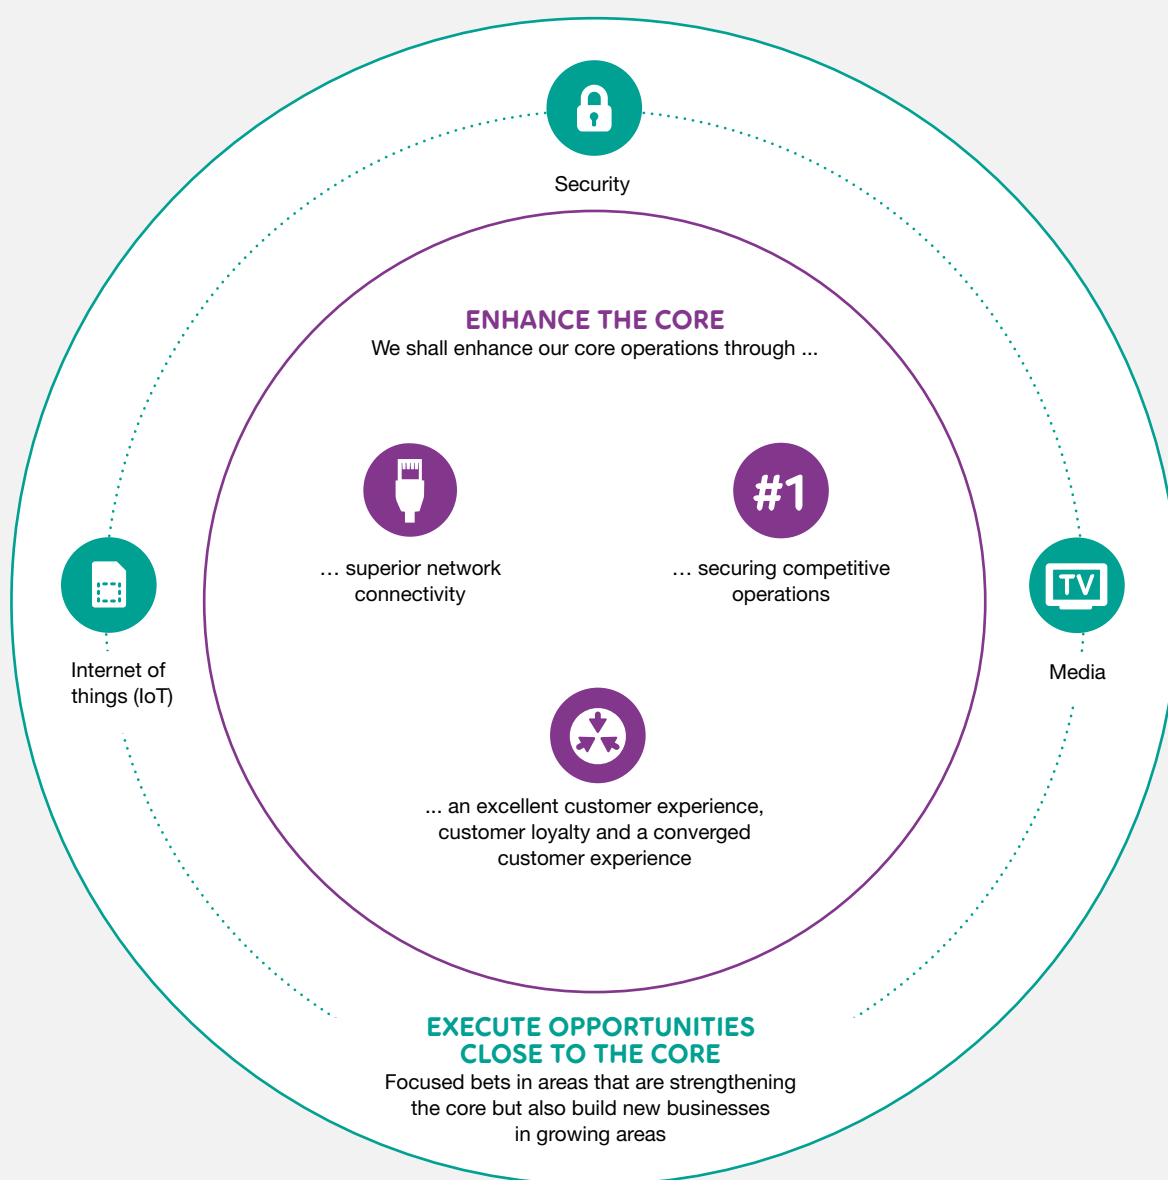 Security
ENHANCE THE CORE
We shall enhance our core operations through ...
#1
... superior network
connectivity
... securing competitive
operations
TV
Internet of
things (IoT)
Media
... an excellent customer experience,
customer loyalty and a converged
customer experience
EXECUTE OPPORTUNITIES
CLOSE TO THE CORE
Focused bets in areas that are strengthening
the core but also build new businesses
in growing areas